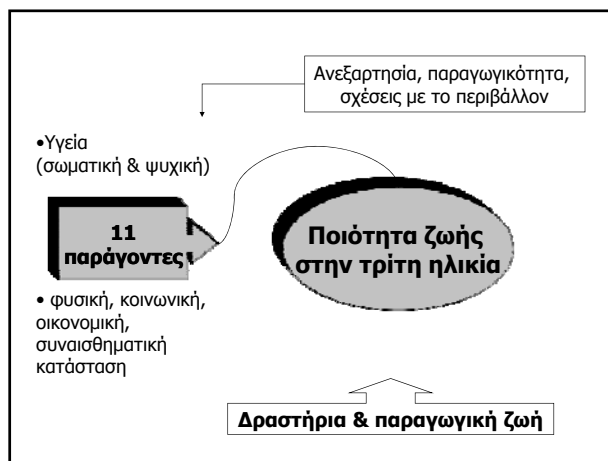 Ανεξαρτησία, παραγωγικότητα,
σχέσεις με το περιβάλλον
•Υγεία
(σωματική & ψυχική)
11
παράγοντες
Ποιότητα ζωής
στην τρίτη ηλικία
• φυσική, κοινωνική,
οικονομική,
συναισθηματική
κατάσταση
Δραστήρια & παραγωγική ζωή